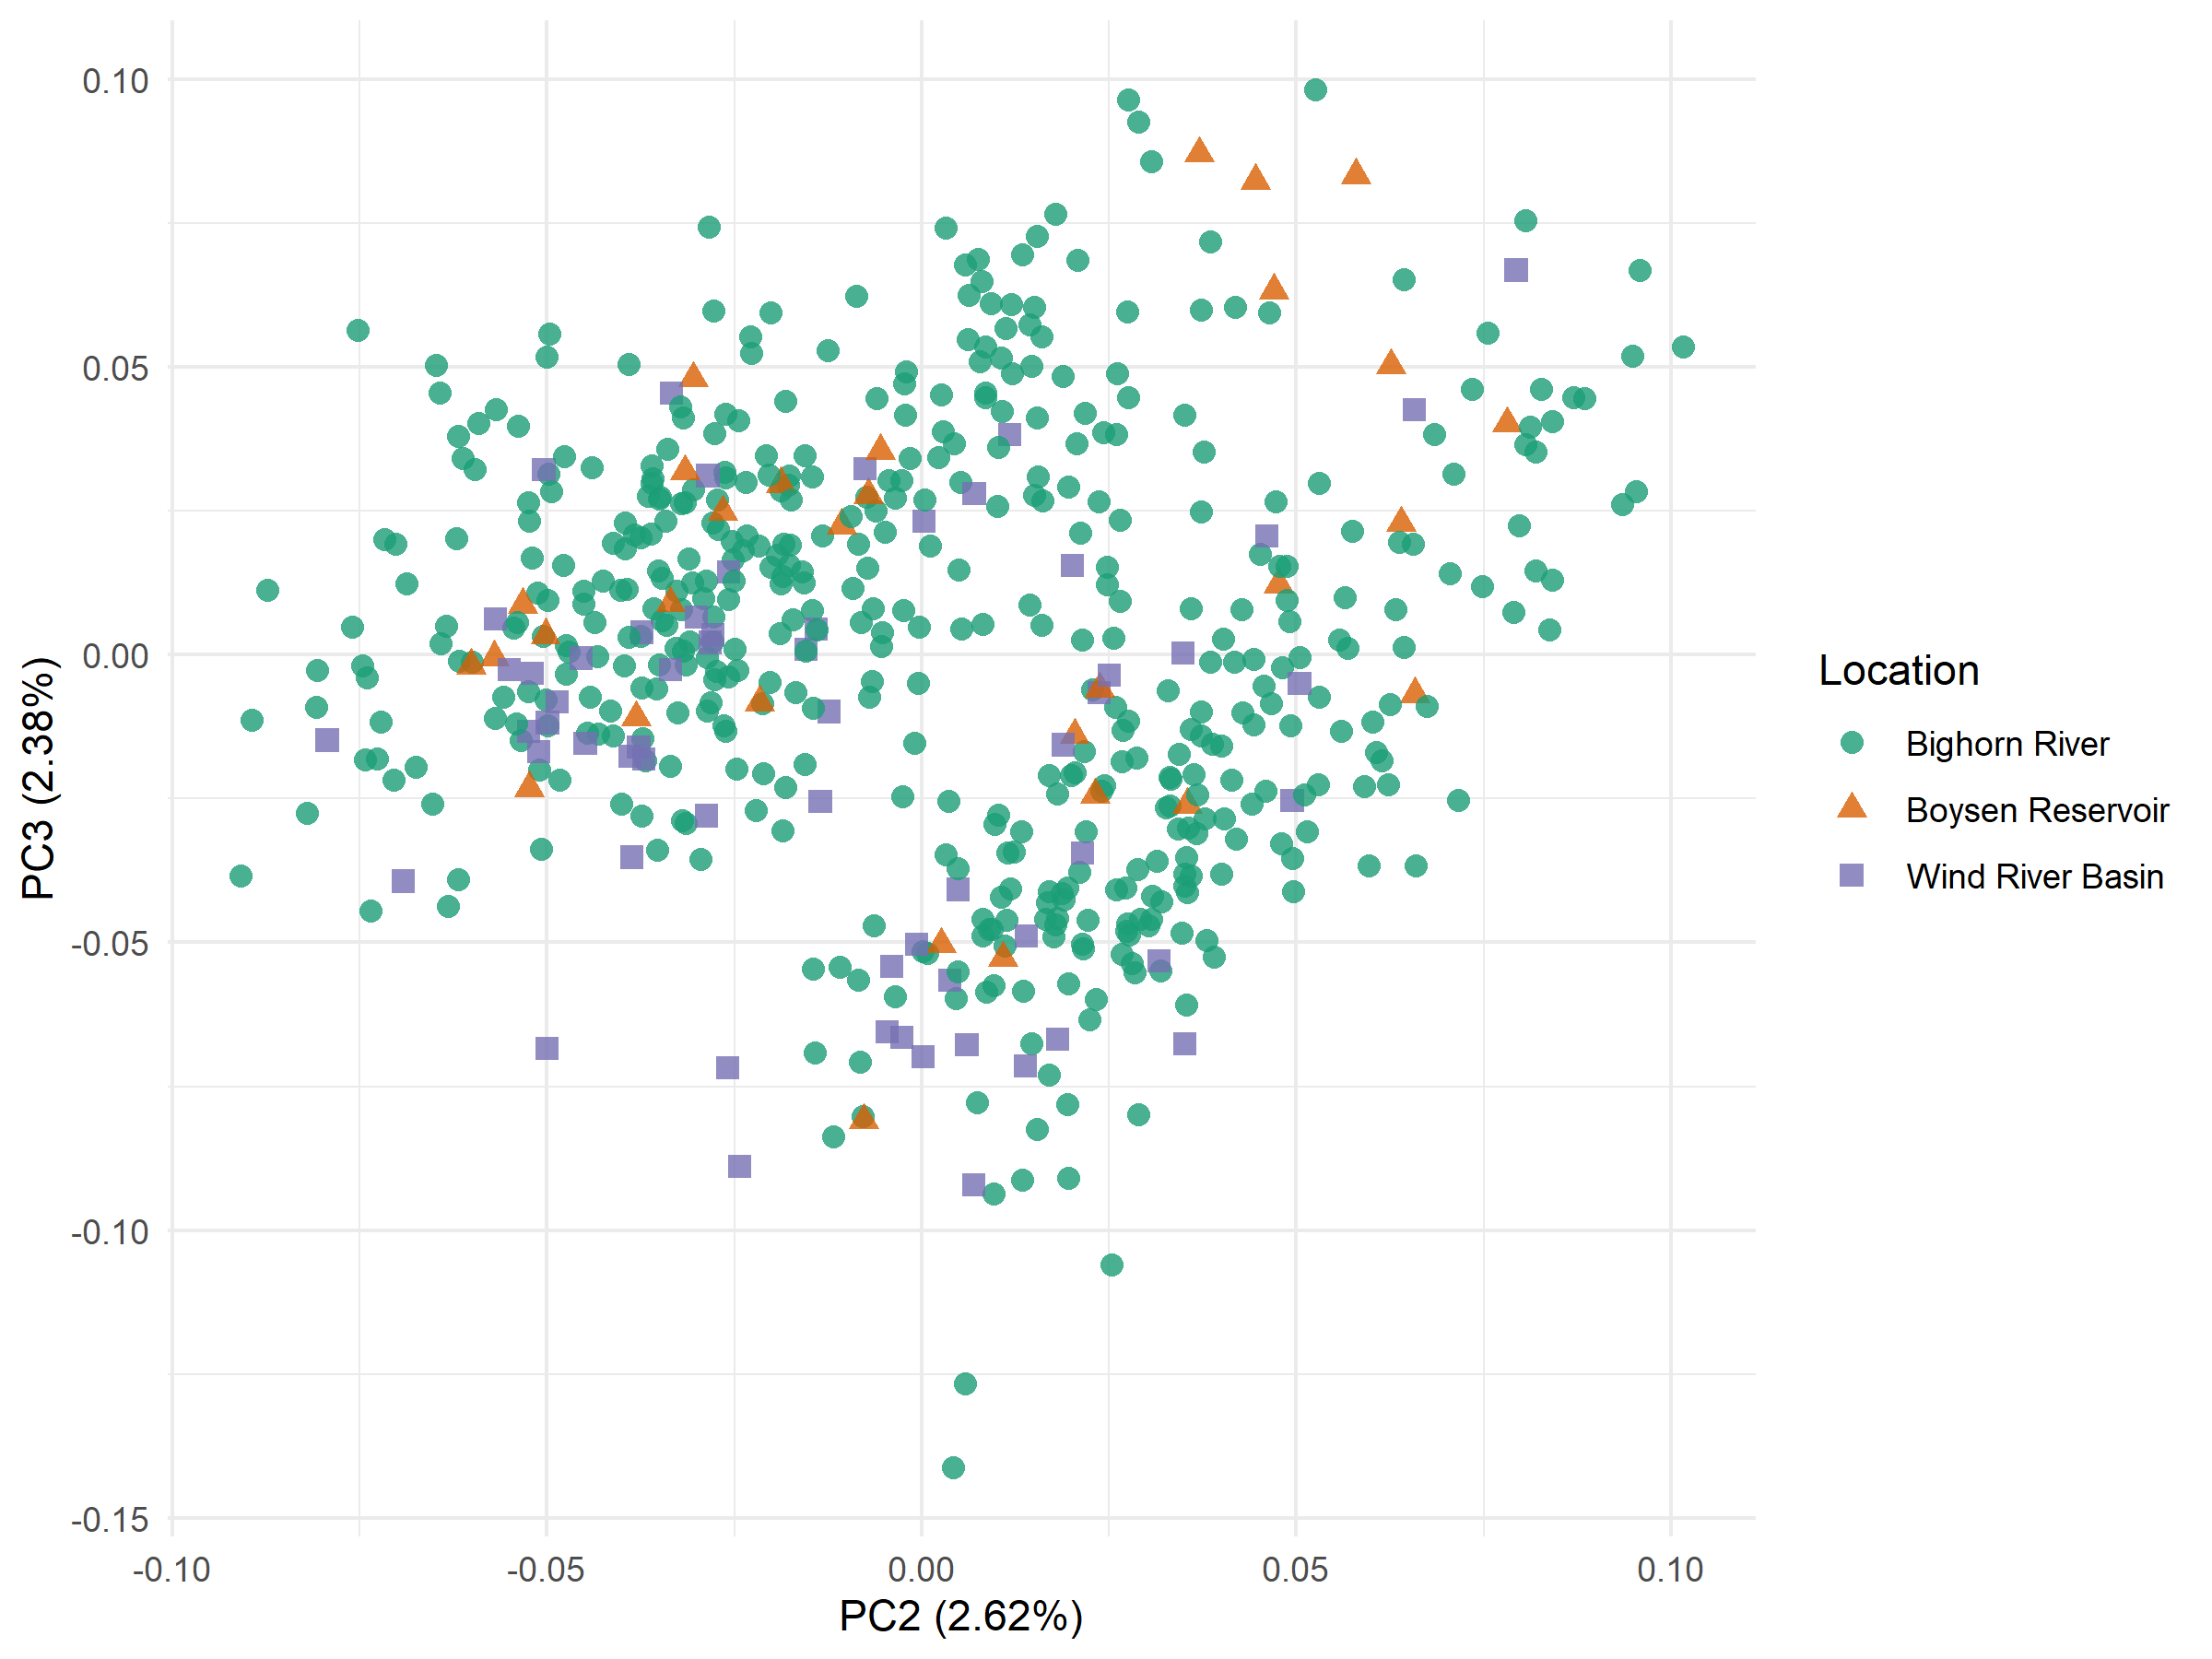 0.10
0.05
0.00
-0.05
-0.10
-0.15
PC3 (2.38%)
-0.10
-0.05
0.00
0.05
0.10
PC2 (2.62%)
Location
Bighorn River
Boysen Reservoir
Wind River Basin